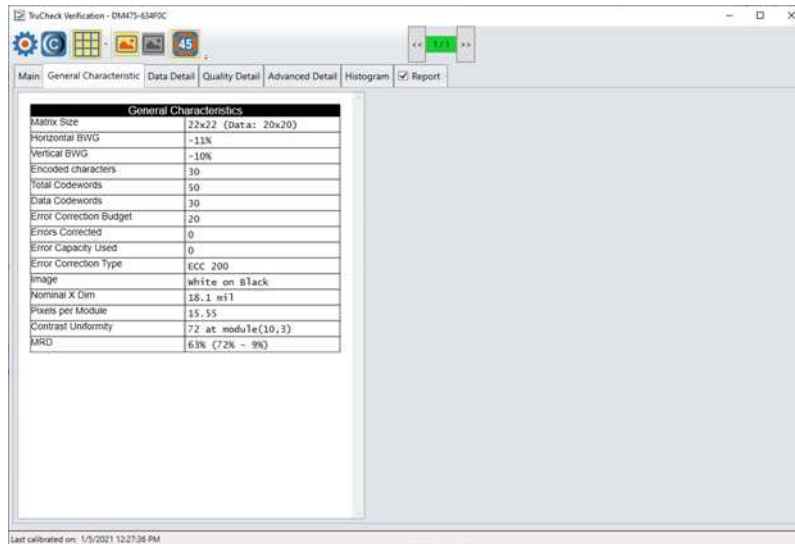 TruCheck Verification - DM475-634F0C
45
<< 1/1 >>
Main General Characteristic Data Detail Quality Detail Advanced Detail Histogram Report
General Characteristics
Matrix Size 22x22 (Data: 20x20)
Horizontal BWG -11%
Vertical BWG -10%
Encoded characters 30
Total Codewords 50
Data Codewords 30
Error Correction Budget 20
Errors Corrected 0
Error Capacity Used 0
Error Correction Type ECC 200
Image White on Black
Nominal X Dim 18.1 mil
Pixels per Module 15.55
Contrast Uniformity 72 at module(10,3)
MRD 63% (72% - 9%)
Last calibrated on: 1/5/2021 12:27:36 PM